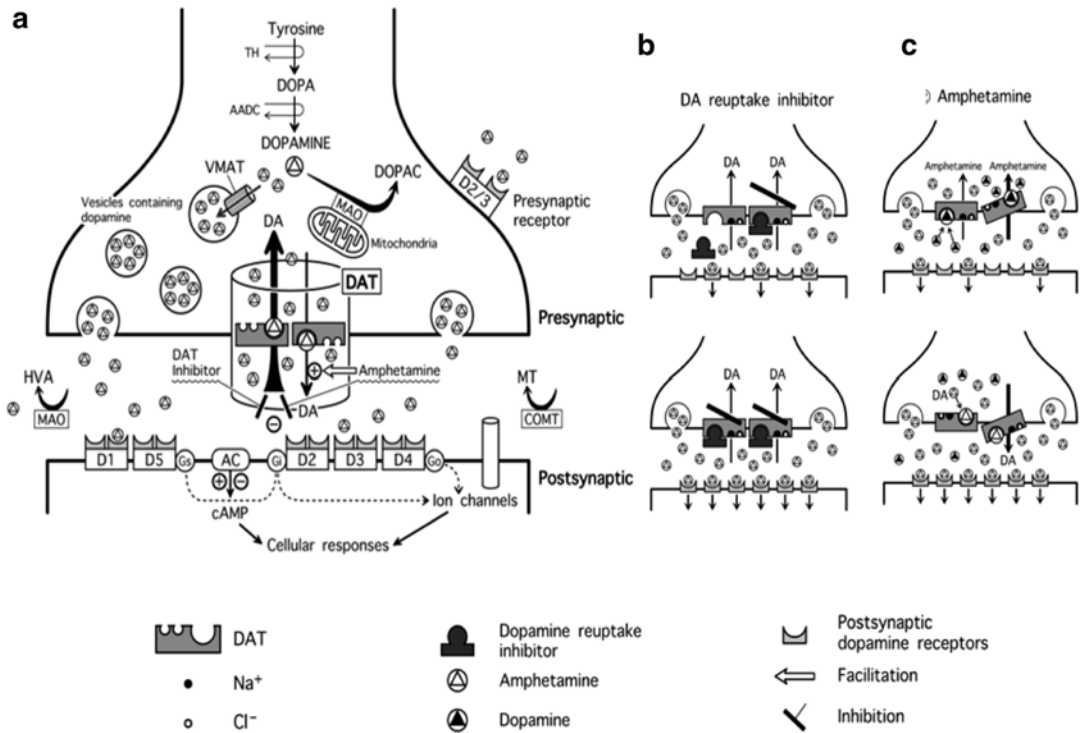 a
Tyrosine
TH
DOPA
AADC
DOPAMINE
VMAT
DOPAC
Vesicles containing
dopamine
MAO
Mitochondria
D2/3
Presynaptic
receptor
DA
DAT
Presynaptic
DAT
Inhibitor
+
Amphetamine
DA
−
HVA
MAO
MT
COMT
D1
D5
Gs
AC
Gi
D2
D3
D4
Go
Postsynaptic
+
−
cAMP
Ion channels
Cellular responses
b
DA reuptake inhibitor
DA
DA
DA
DA
c
Amphetamine
Amphetamine
Amphetamine
DA
DA
DAT
Na+
Cl−
Dopamine reuptake
inhibitor
Amphetamine
Dopamine
Postsynaptic
dopamine receptors
Facilitation
Inhibition